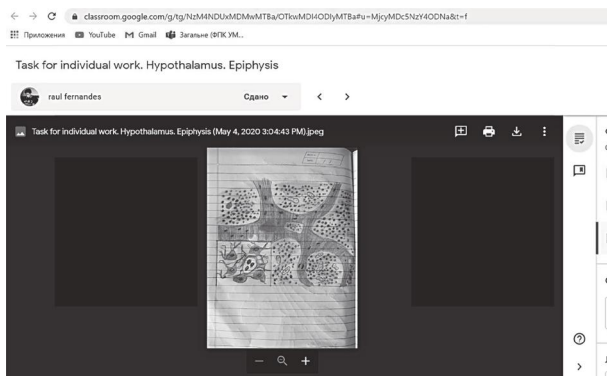 classroom.google.com/g/tg/NzM4NDUxMDMwMTBa/OTkwMDI4ODIyMTBa#u=MjcyMDc5NzY4ODNa&t=f
Приложения YouTube Gmail Загальне (ФПК УМ...
Task for individual work. Hypothalamus. Epiphysis
raul fernandes Сдано
Task for individual work. Hypothalamus. Epiphysis (May 4, 2020 3:04:43 PM).jpeg